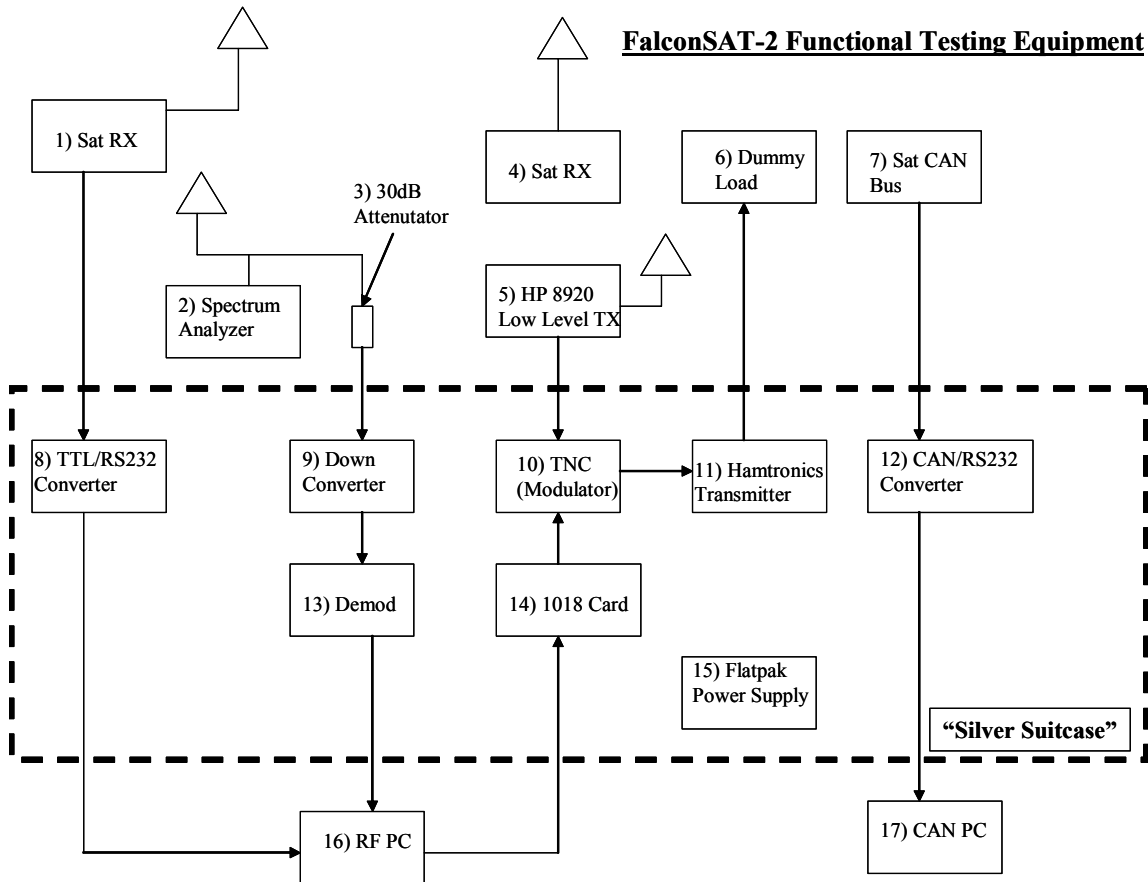 FalconSAT-2 Functional Testing Equipment
1) Sat RX
4) Sat RX
6) Dummy
Load
7) Sat CAN
Bus
3) 30dB
Attenutator
2) Spectrum
Analyzer
5) HP 8920
Low Level TX
8) TTL/RS232
Converter
9) Down
Converter
10) TNC
(Modulator)
11) Hamtronics
Transmitter
12) CAN/RS232
Converter
13) Demod
14) 1018 Card
15) Flatpak
Power Supply
“Silver Suitcase”
16) RF PC
17) CAN PC